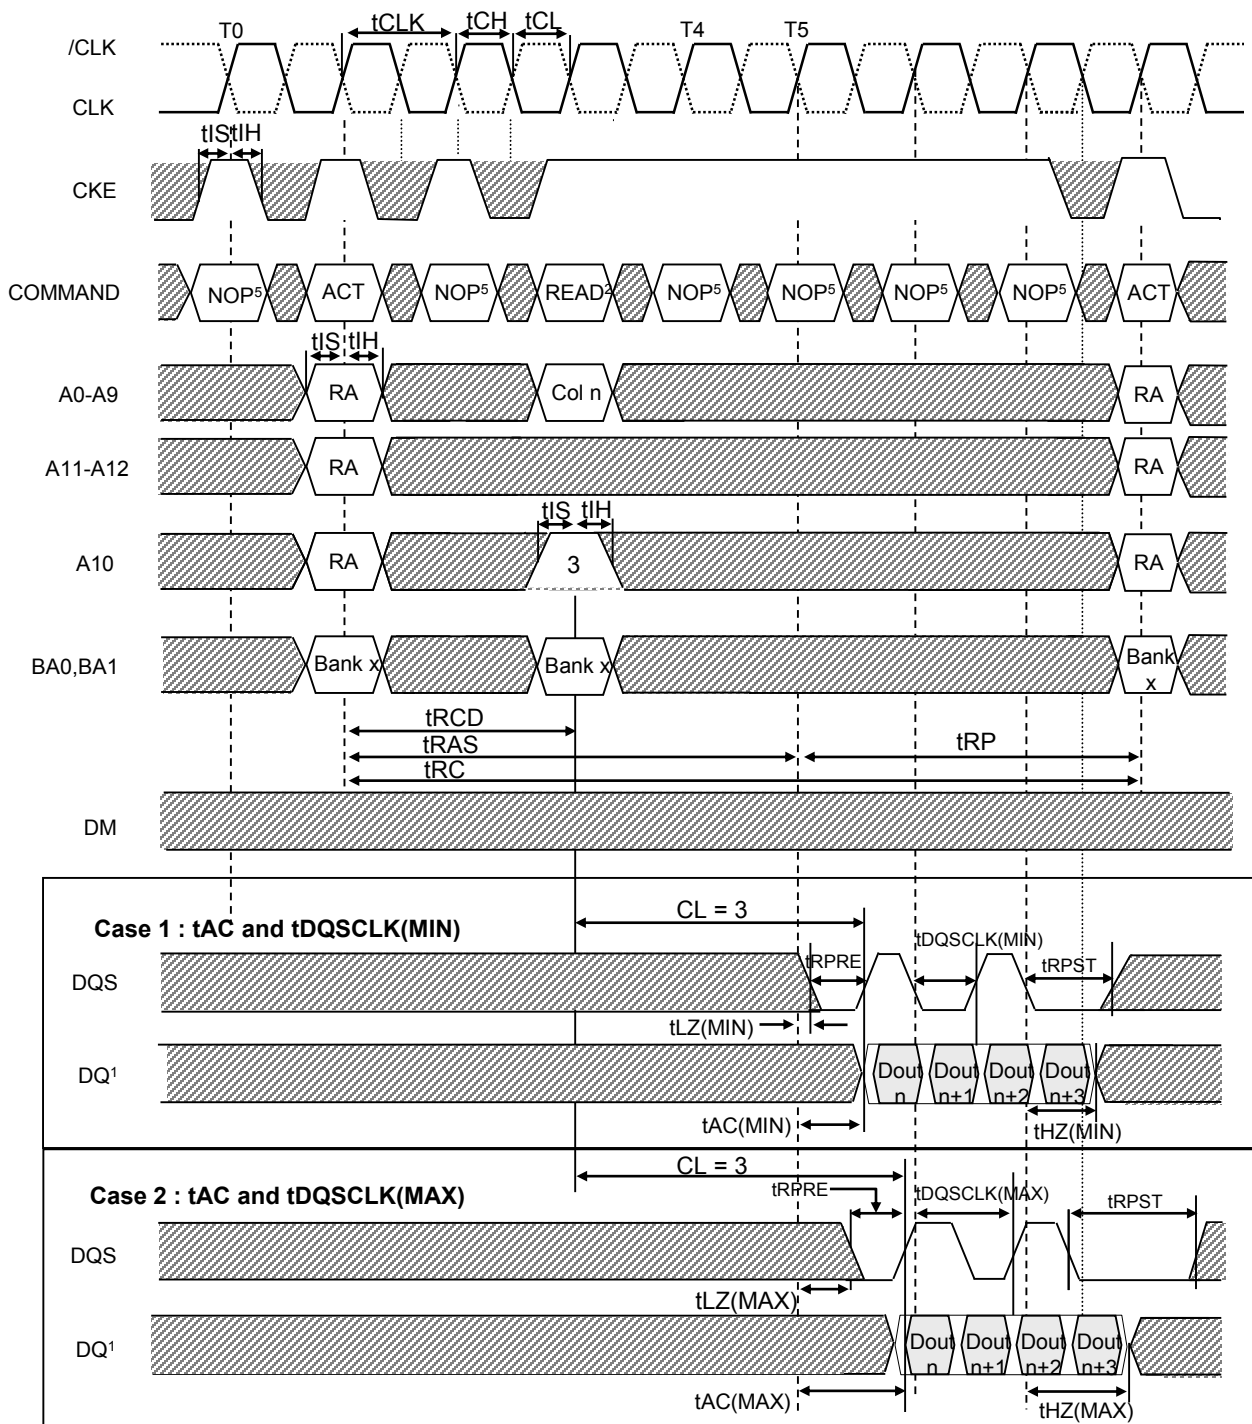 T0 tCLK tCH tCL T4 T5
/CLK
CLK
tIS tIH
CKE
COMMAND NOP5 ACT NOP5 READ2 NOP5 NOP5 NOP5 NOP5 ACT
tIS tIH
A0-A9 RA Col n RA
A11-A12 RA RA
tIS tIH
A10 RA 3 RA
BA0,BA1 Bank x Bank x Bank x
tRCD
tRAS tRP
tRC
DM
CL = 3
Case 1 : tAC and tDQSCLK(MIN) tDQSCLK(MIN)
tRPRE tRPST
DQS
tLZ(MIN)
DQ1 Dout n Dout n+1 Dout n+2 Dout n+3
tAC(MIN) tHZ(MIN)
CL = 3
Case 2 : tAC and tDQSCLK(MAX) tRPRE tDQSCLK(MAX) tRPST
DQS
tLZ(MAX)
DQ1 Dout n Dout n+1 Dout n+2 Dout n+3
tAC(MAX) tHZ(MAX)